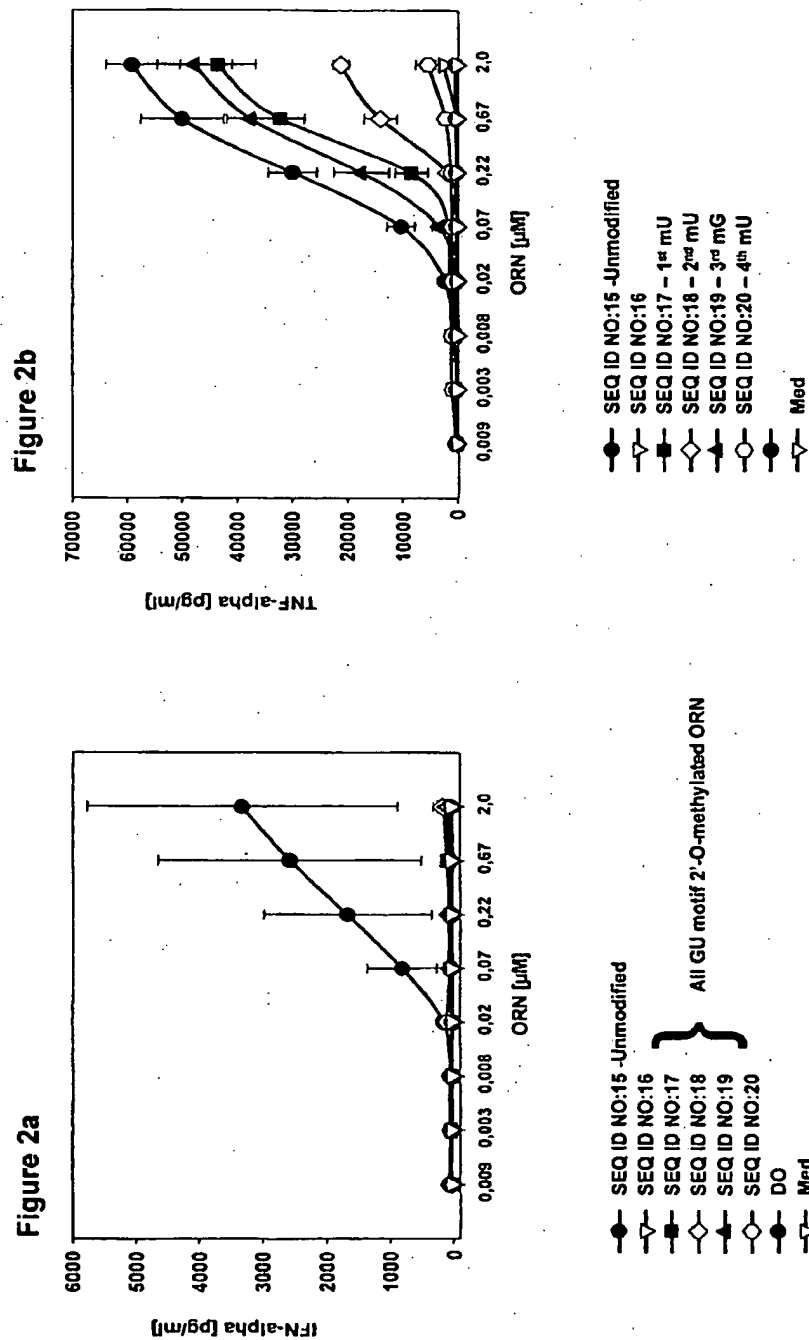 Figure 2a
IFN-alpha [pg/ml]
6000
5000
4000
3000
2000
1000
0
0,009 0,003 0,008 0,02 0,07 0,22 0,67 2,0
ORN [µM]
SEQ ID NO:15 -Unmodified
SEQ ID NO:16
SEQ ID NO:17
SEQ ID NO:18
SEQ ID NO:19
SEQ ID NO:20
DO
Med
All GU motif 2'-O-methylated ORN
Figure 2b
TNF-alpha [pg/ml]
70000
60000
50000
40000
30000
20000
10000
0
0,009 0,003 0,008 0,02 0,07 0,22 0,67 2,0
ORN [µM]
SEQ ID NO:15 -Unmodified
SEQ ID NO:16
SEQ ID NO:17 – 1st mU
SEQ ID NO:18 – 2nd mU
SEQ ID NO:19 – 3rd mG
SEQ ID NO:20 – 4th mU
Med